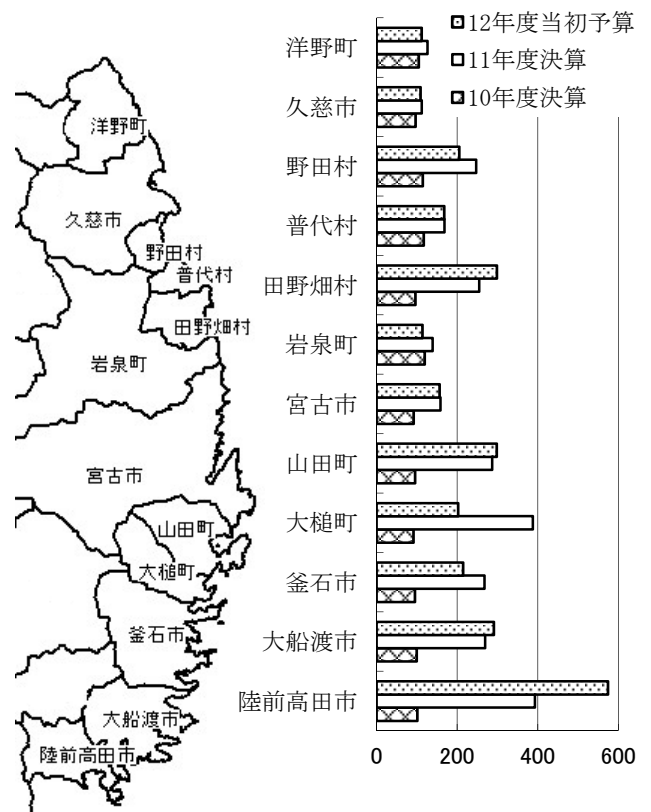 12年度当初予算
11年度決算
10年度決算
洋野町
久慈市
野田村
普代村
田野畑村
岩泉町
宮古市
山田町
大槌町
釜石市
大船渡市
陸前高田市
洋野町
久慈市
野田村
普代村
田野畑村
岩泉町
宮古市
山田町
大槌町
釜石市
大船渡市
陸前高田市
0 200 400 600